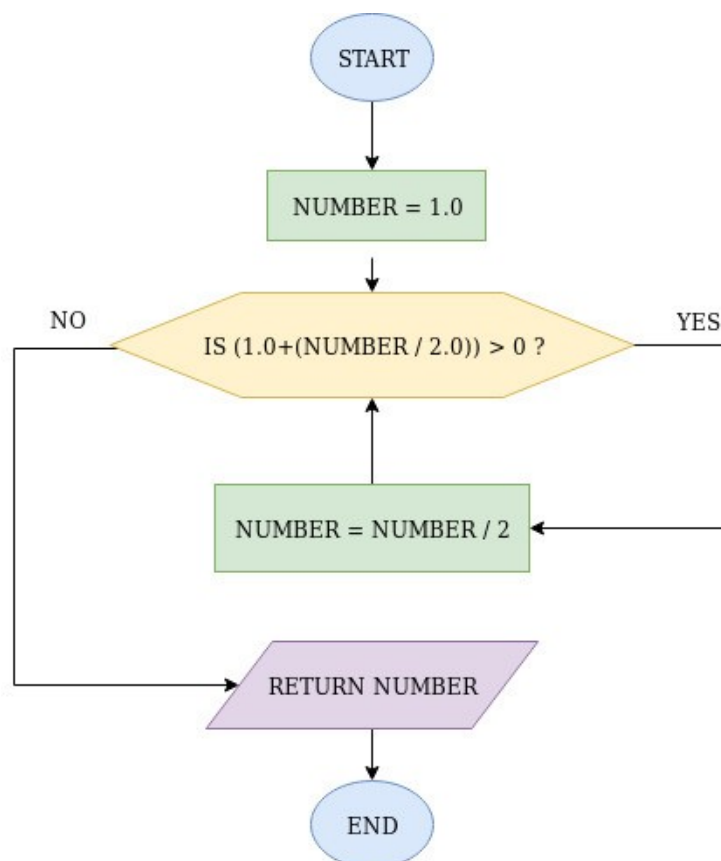 START
NUMBER = 1.0
NO
YES
IS (1.0+(NUMBER / 2.0)) > 0 ?
NUMBER = NUMBER / 2
RETURN NUMBER
END